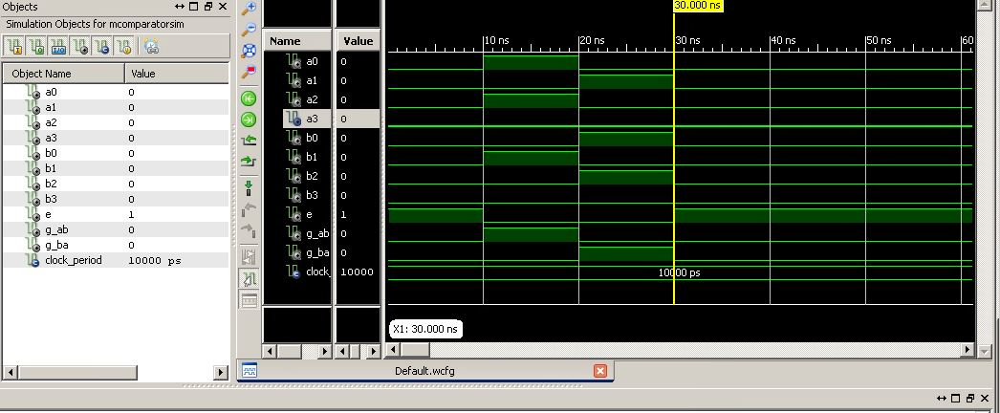 Objects
Simulation Objects for mcomparatorsim
Object Name Value
a0 0
a1 0
a2 0
a3 0
b0 0
b1 0
b2 0
b3 0
e 1
g_ab 0
g_ba 0
clock_period 10000 ps
30.000 ns
Name Value
10 ns 20 ns 30 ns 40 ns 50 ns 60
a0 0
a1 0
a2 0
a3 0
b0 0
b1 0
b2 0
b3 0
e 1
g_ab 0
g_ba 0
clock_ 10000
10000 ps
X1: 30.000 ns
Default.wcfg